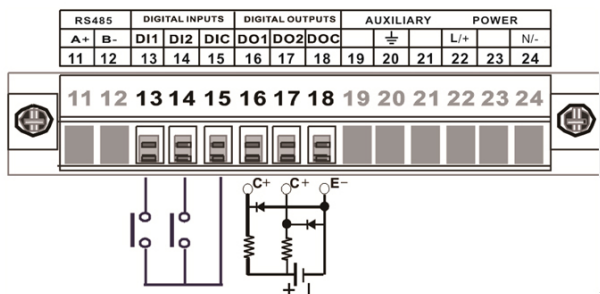 RS485 DIGITAL INPUTS DIGITAL OUTPUTS AUXILIARY POWER
A+ B- DI1 DI2 DIC DO1 DO2 DOC ⏚ L/+ N/-
11 12 13 14 15 16 17 18 19 20 21 22 23 24
11 12 13 14 15 16 17 18 19 20 21 22 23 24
C+ C+ E-
+